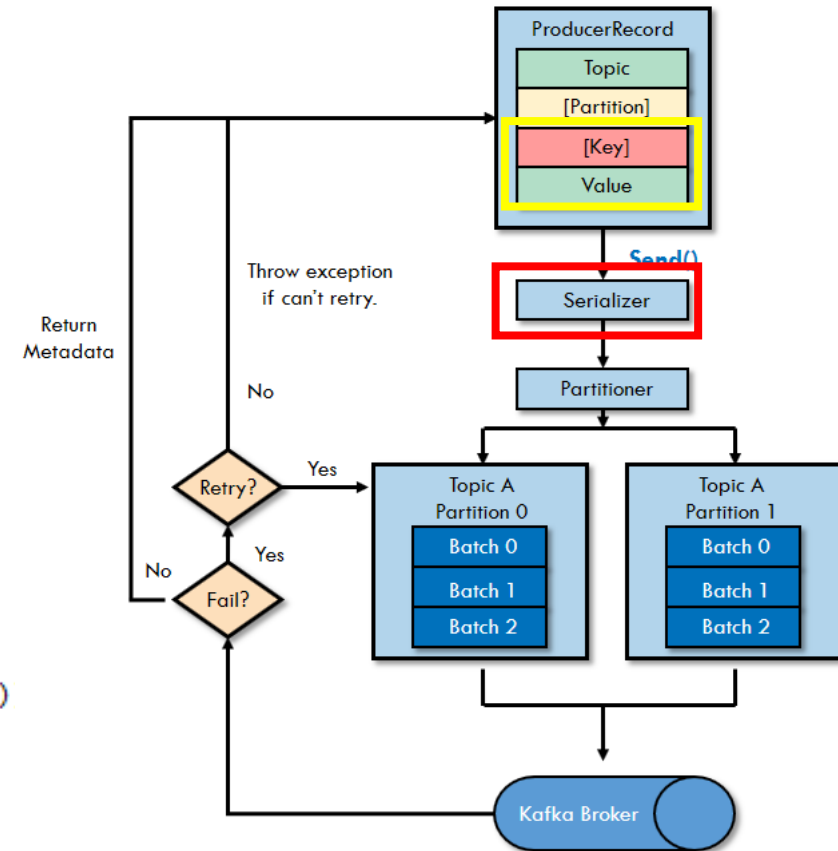 ProducerRecord
Topic
[Partition]
[Key]
Value
Send()
Serializer
Partitioner
Throw exception
if can't retry.
Return
Metadata
No
Retry?
Yes
Yes
No
Fail?
Topic A
Partition 0
Batch 0
Batch 1
Batch 2
Topic A
Partition 1
Batch 0
Batch 1
Batch 2
)
Kafka Broker